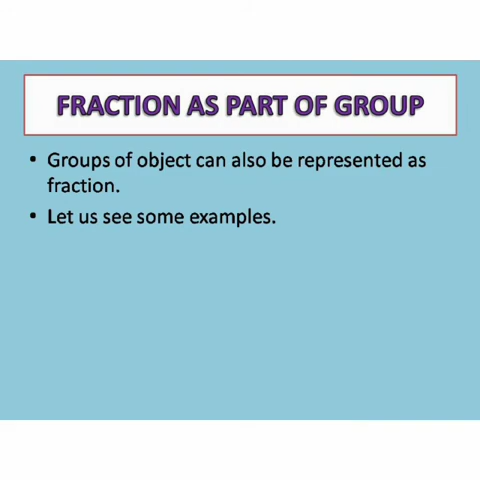 FRACTION AS PART OF GROUP
• Groups of object can also be represented as
fraction.
• Let us see some examples.